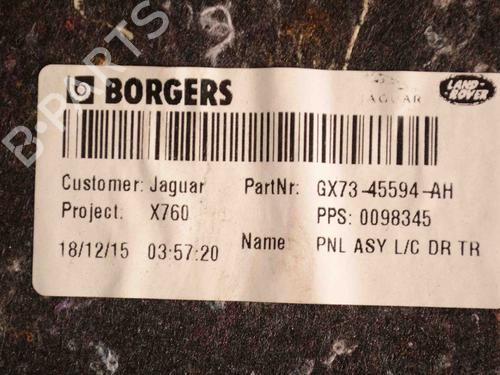 BORGERS
JAGUAR
LAND-
ROVER
Customer: Jaguar PartNr: GX73-45594-AH
Project: X760 PPS: 0098345
18/12/15 03:57:20 Name PNL ASY L/C DR TR
B-PARTS